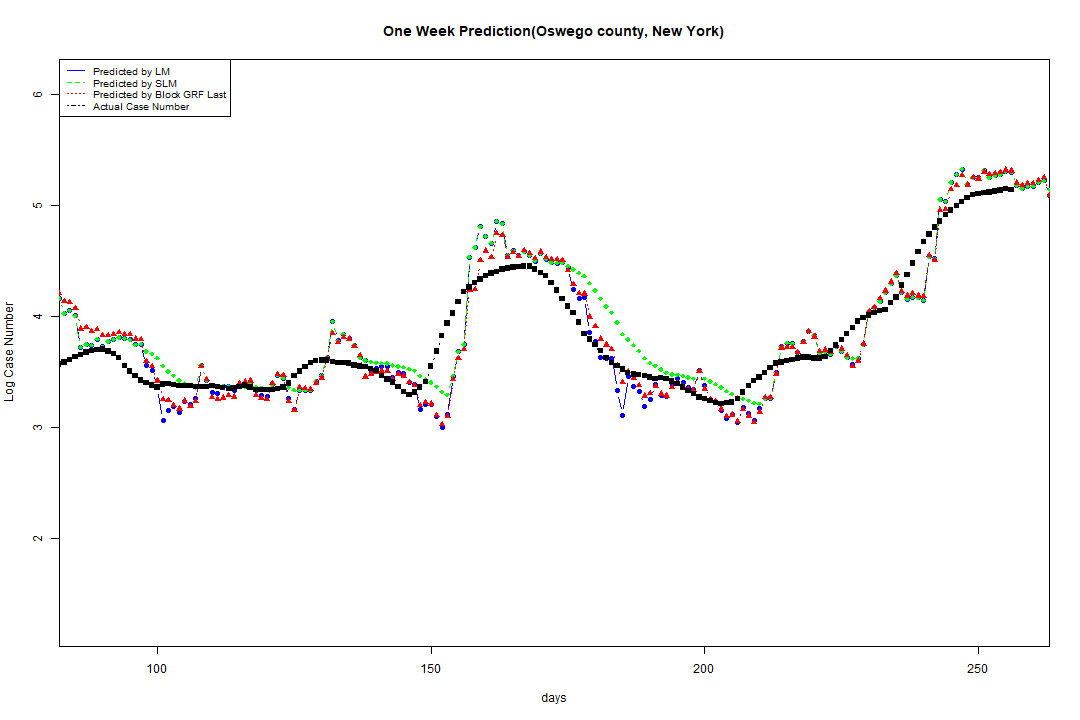 One Week Prediction(Oswego county, New York)
Predicted by LM
Predicted by SLM
Predicted by Block GRF Last
Actual Case Number
6
5
4
3
2
Log Case Number
100 150 200 250
days